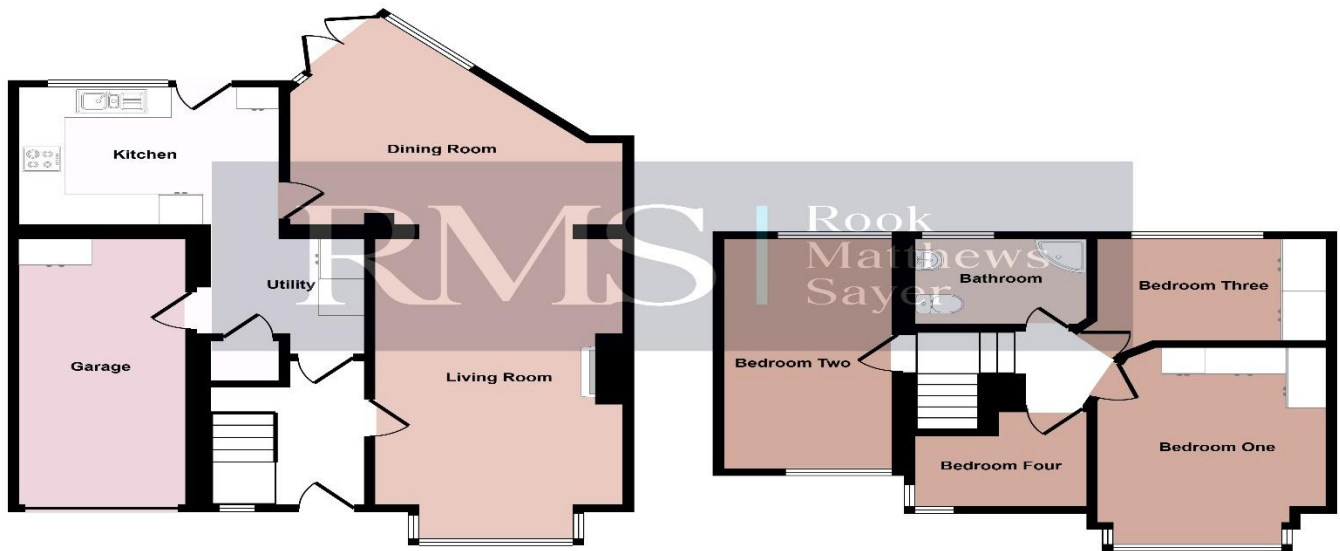 Kitchen
Dining Room
Utility
Garage
Living Room
RMS
Rook
Matthews
Sayer
Bathroom
Bedroom Three
Bedroom Two
Bedroom One
Bedroom Four